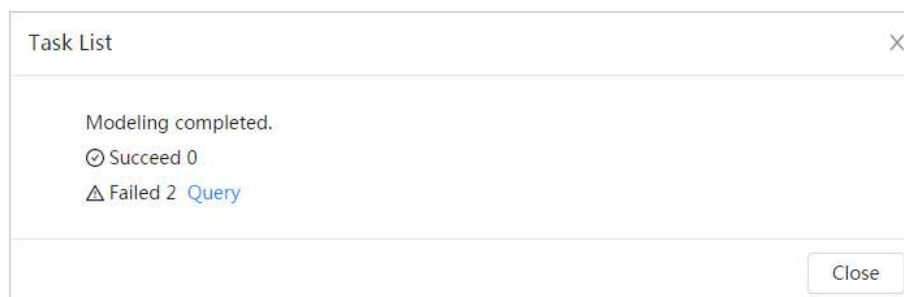 Task List
Modeling completed.
Succeed 0
Failed 2 Query
Close